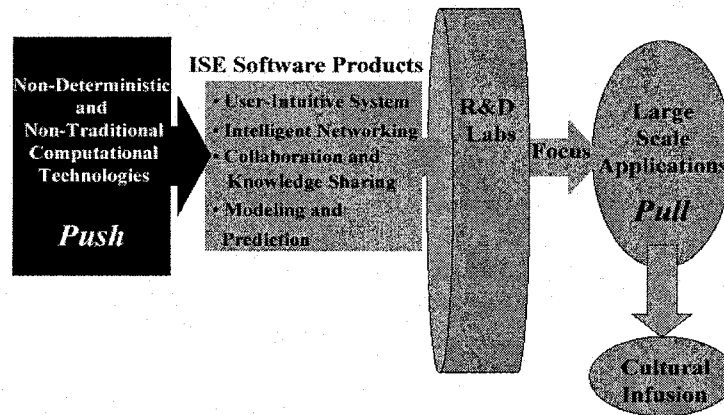 Non-Deterministic
and
Non-Traditional
Computational
Technologies
Push
ISE Software Products
• User-Intuitive System
• Intelligent Networking
• Collaboration and
Knowledge Sharing
• Modeling and
Prediction
R&D
Labs
Focus
Large
Scale
Applications
Pull
Cultural
Infusion